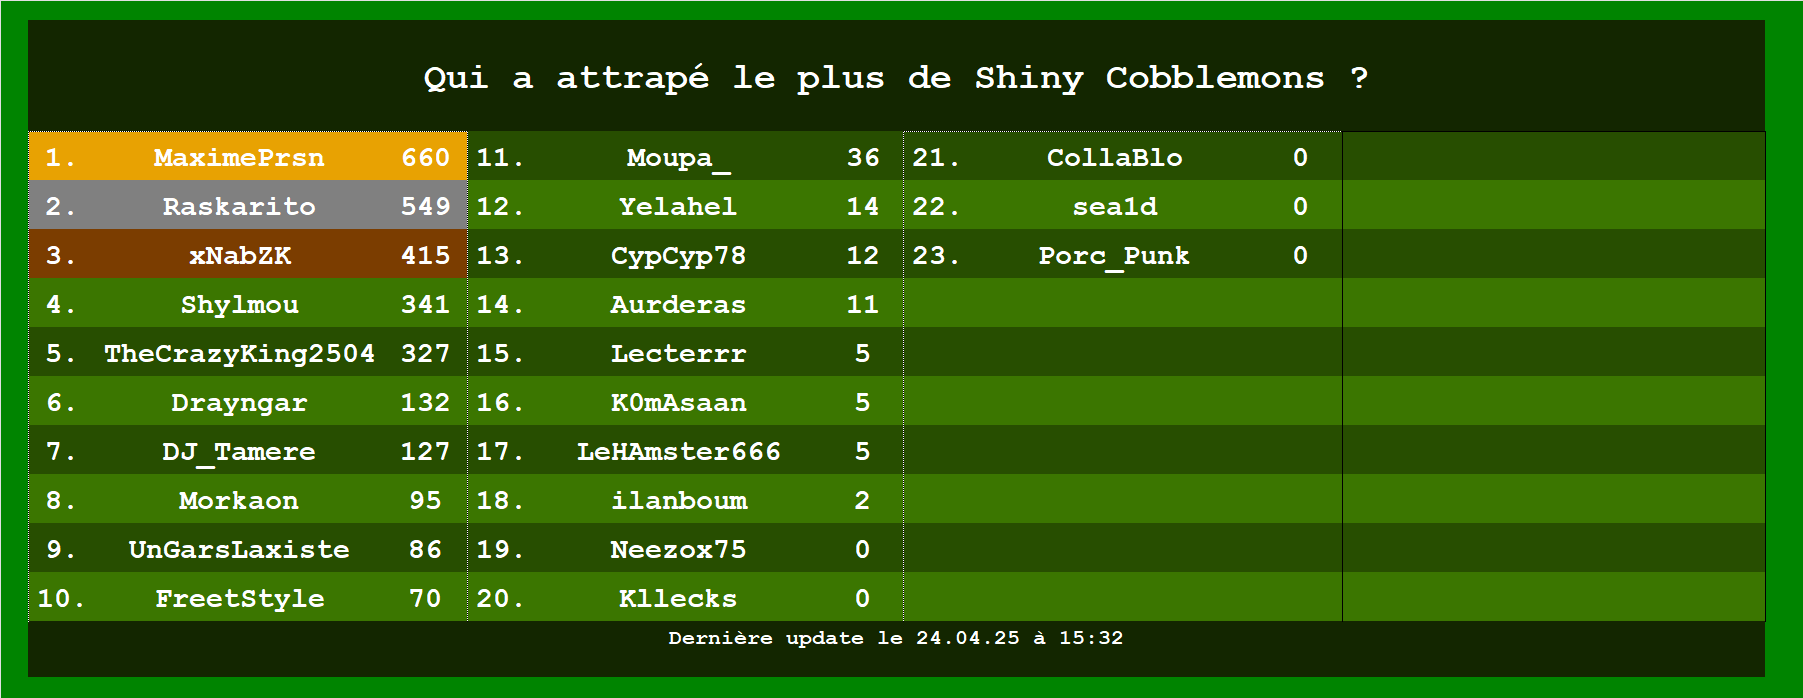 Qui a attrapé le plus de Shiny Cobblemons ?
1. MaximePrsn 660
2. Raskarito 549
3. xNabZK 415
4. Shylmou 341
5. TheCrazyKing2504 327
6. Drayngar 132
7. DJ_Tamere 127
8. Morkaon 95
9. UnGarsLaxiste 86
10. FreetStyle 70
11. Moupa_ 36
12. Yelahel 14
13. CypCyp78 12
14. Aurderas 11
15. Lecterrr 5
16. K0mAsaan 5
17. LeHAmster666 5
18. ilanboum 2
19. Neezox75 0
20. Kllecks 0
21. CollaBlo 0
22. sea1d 0
23. Porc_Punk 0
Dernière update le 24.04.25 à 15:32